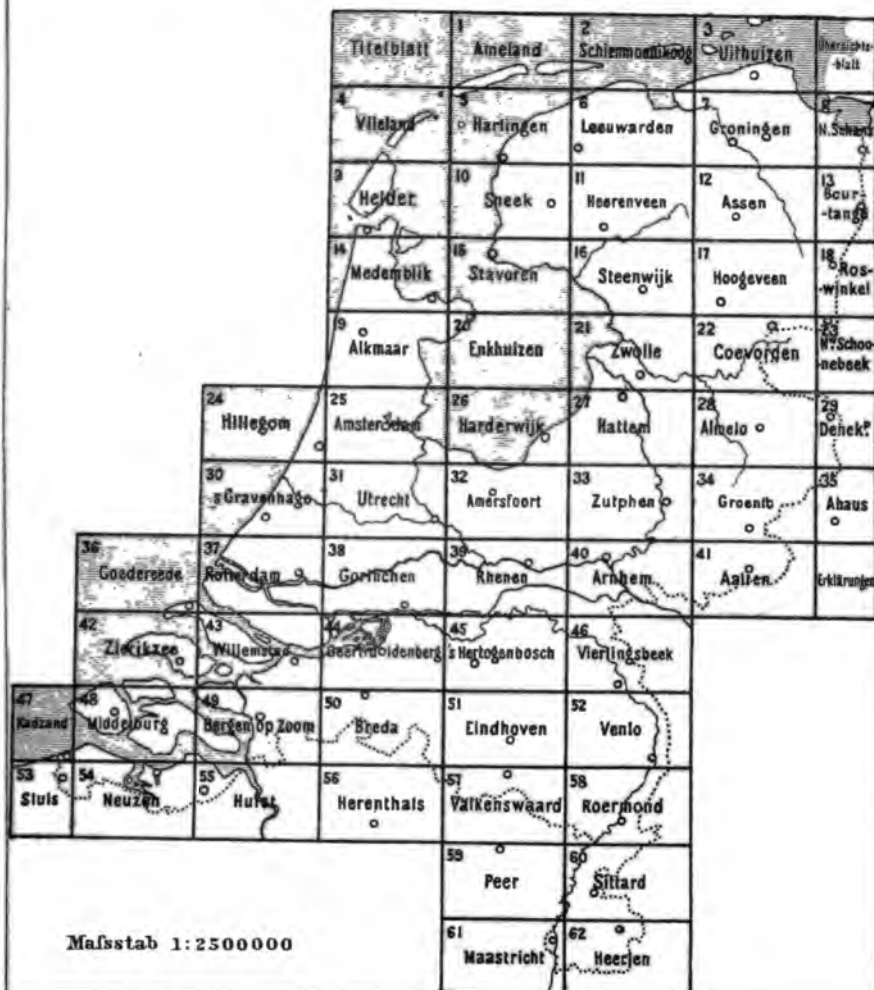 Titelblatt
1
Ameland
2
Schiermonnikoog
3
Uithuizen
Übersichts-
-blatt
4
Vlieland
5
Harlingen
6
Leeuwarden
7
Groningen
8
N.Schans
9
Helder
10
Sneek
11
Heerenveen
12
Assen
13
Bour-
-tange
14
Medemblik
15
Stavoren
16
Steenwijk
17
Hoogeveen
18
Ros-
-winkel
19
Alkmaar
20
Enkhuizen
21
Zwolle
22
Coevorden
23
Nw. Schoo-
nebeek
24
Hillegom
25
Amsterdam
26
Harderwijk
27
Hattem
28
Almelo
29
Denekp.
30
s'Gravenhage
31
Utrecht
32
Amersfoort
33
Zutphen
34
Groenlo
35
Ahaus
36
Goedereede
37
Rotterdam
38
Gorinchen
39
Rhenen
40
Arnhem
41
Aalten
Erklärungen
42
Zierikzee
43
Willemstad
44
Geertruidenberg
45
's Hertogenbosch
46
Vierlingsbeek
47
Kadzand
48
Middelburg
49
Bergen op Zoom
50
Breda
51
Eindhoven
52
Venlo
53
Sluis
54
Neuzen
55
Hulst
56
Herenthals
57
Valkenswaard
58
Roermond
59
Peer
60
Sittard
61
Maastricht
62
Heerlen
Maſsstab 1:2500000